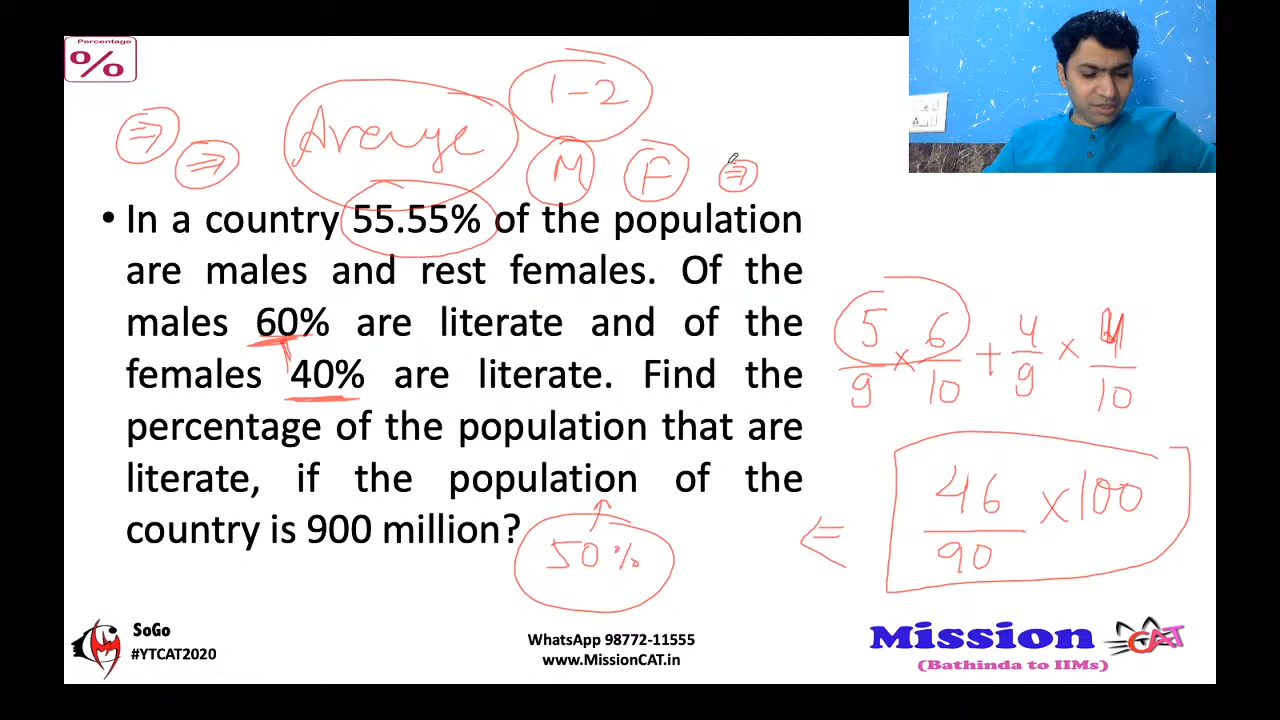 Percentage
%
Average
1-2
M F
• In a country 55.55% of the population
are males and rest females. Of the
males 60% are literate and of the
females 40% are literate. Find the
percentage of the population that are
literate, if the population of the
country is 900 million?
50%
5/9 × 6/10 + 4/9 × 4/10
46/90 × 100
SoGo
#YTCAT2020
WhatsApp 98772-11555
www.MissionCAT.in
Mission CAT
(Bathinda to IIMs)